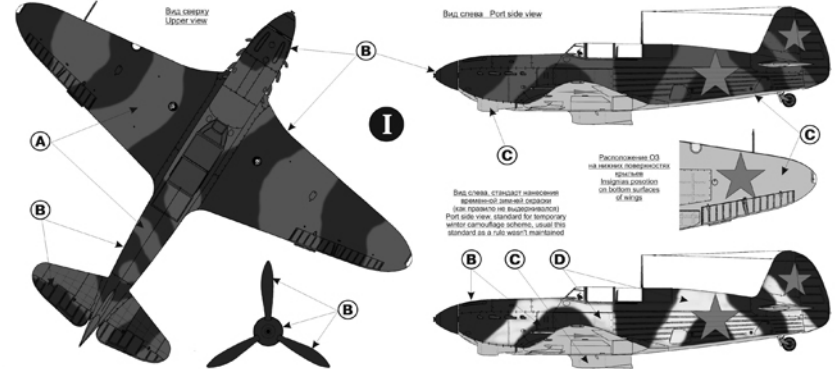 Вид сверху
Upper view
B
A
B
B
I
Вид слева Port side view
C
C
Расположение ОЗ
на нижних поверхностях
крыльев
Insignias posotion
on bottom surfaces
of wings
Вид слева, стандарт нанесения
временной зимней окраски
(как правило не выдерживался)
Port side view, standard for temporary
winter camouflage scheme, usual this
standard as a rule wasn't maintained
B
C
D